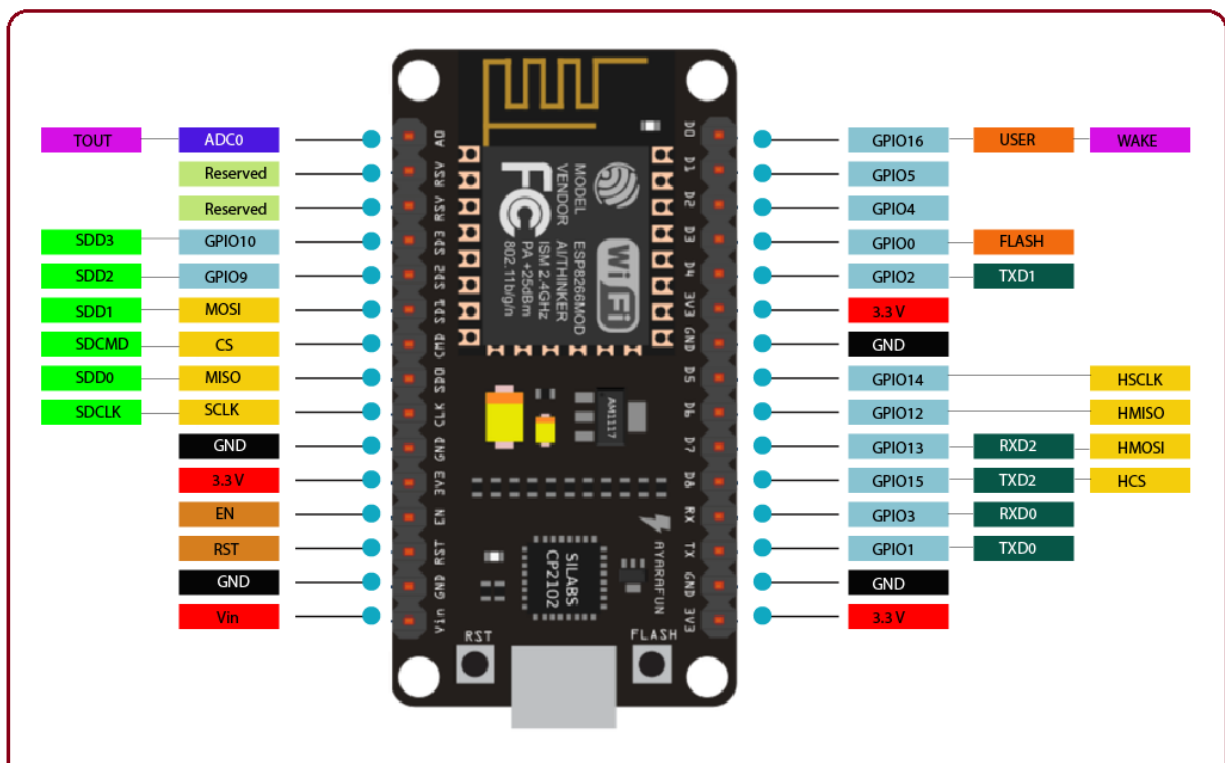 TOUT ADC0
Reserved
Reserved
SDD3 GPIO10
SDD2 GPIO9
SDD1 MOSI
SDCMD CS
SDD0 MISO
SDCLK SCLK
GND
3.3 V
EN
RST
GND
Vin
A0
RSV
RSV
SD3
SD2
SD1
CMD
SD0
CLK
GND
3V3
EN
RST
GND
Vin
MODEL ESP8266MOD
VENDOR AI/THINKER
ISM 2.4GHz
PA +25dBm
802.11b/g/n
FC
WiFi
AM1117
SILABS
CP2102
AYARAFUN
RST
FLASH
D0
D1
D2
D3
D4
3V3
GND
D5
D6
D7
D8
RX
TX
GND
3V3
GPIO16 USER WAKE
GPIO5
GPIO4
GPIO0 FLASH
GPIO2 TXD1
3.3 V
GND
GPIO14 HSCLK
GPIO12 HMISO
GPIO13 RXD2 HMOSI
GPIO15 TXD2 HCS
GPIO3 RXD0
GPIO1 TXD0
GND
3.3 V